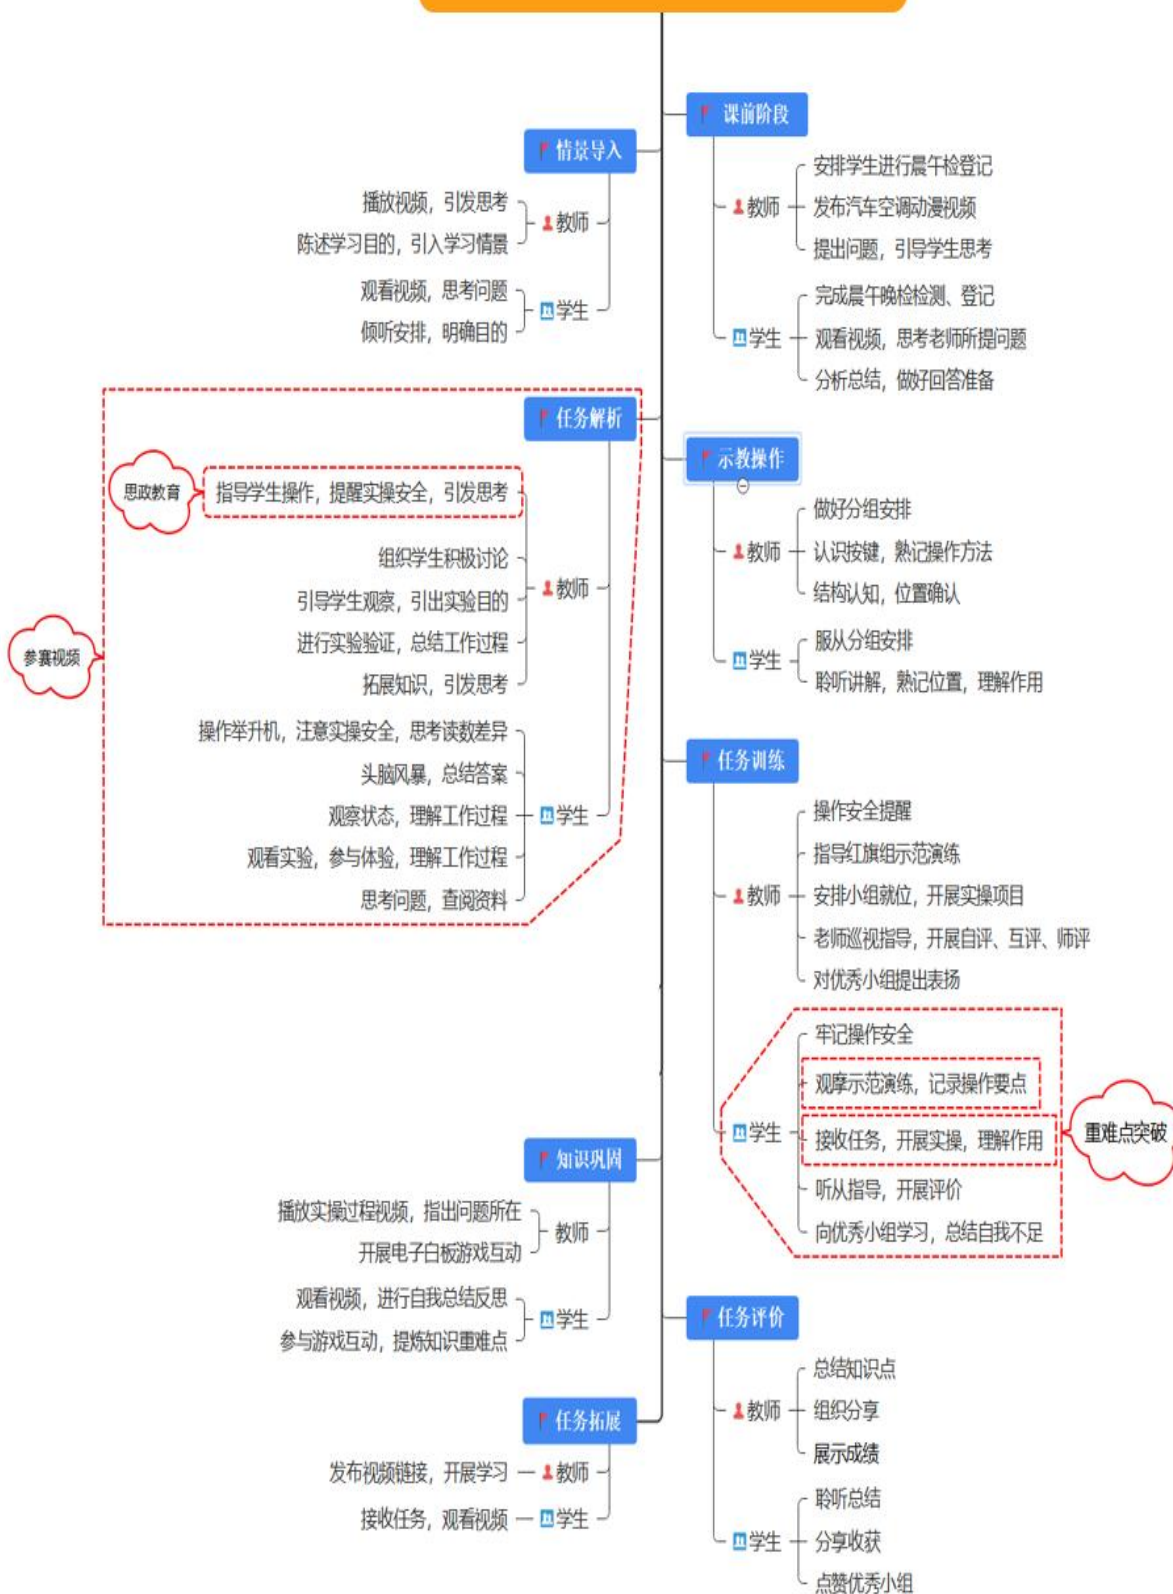 课前阶段
教师
安排学生进行晨午检登记
发布汽车空调动漫视频
提出问题，引导学生思考
学生
完成晨午晚检检测、登记
观看视频，思考老师所提问题
分析总结，做好回答准备
情景导入
教师
播放视频，引发思考
陈述学习目的，引入学习情景
学生
观看视频，思考问题
倾听安排，明确目的
示教操作
教师
做好分组安排
认识按键，熟记操作方法
结构认知，位置确认
学生
服从分组安排
聆听讲解，熟记位置，理解作用
任务解析
参赛视频
思政教育
教师
指导学生操作，提醒实操安全，引发思考
组织学生积极讨论
引导学生观察，引出实验目的
进行实验验证，总结工作过程
拓展知识，引发思考
学生
操作举升机，注意实操安全，思考读数差异
头脑风暴，总结答案
观察状态，理解工作过程
观看实验，参与体验，理解工作过程
思考问题，查阅资料
任务训练
教师
操作安全提醒
指导红旗组示范演练
安排小组就位，开展实操项目
老师巡视指导，开展自评、互评、师评
对优秀小组提出表扬
学生
牢记操作安全
观摩示范演练，记录操作要点
接收任务，开展实操，理解作用
听从指导，开展评价
向优秀小组学习，总结自我不足
重难点突破
知识巩固
教师
播放实操过程视频，指出问题所在
开展电子白板游戏互动
学生
观看视频，进行自我总结反思
参与游戏互动，提炼知识重难点
任务评价
教师
总结知识点
组织分享
展示成绩
学生
聆听总结
分享收获
点赞优秀小组
任务拓展
教师
发布视频链接，开展学习
学生
接收任务，观看视频